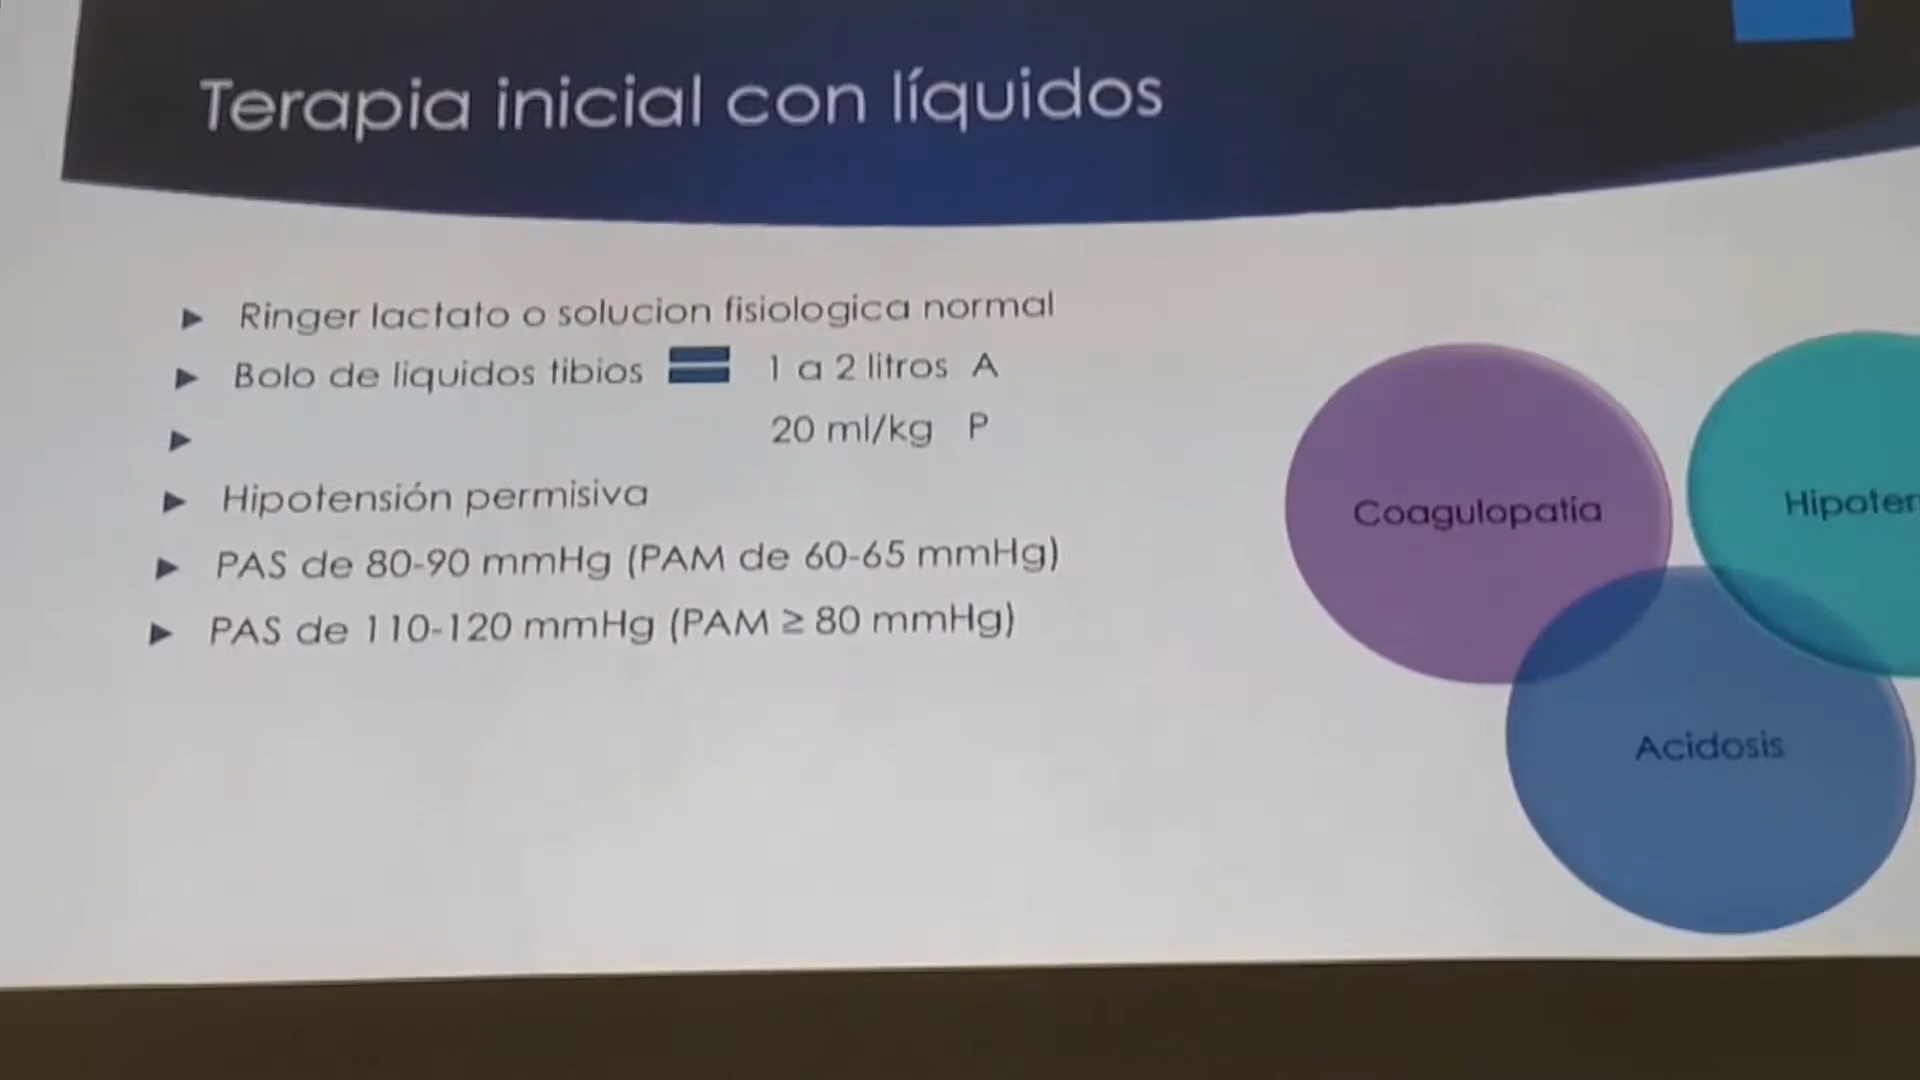 Terapia inicial con líquidos
Ringer lactato o solucion fisiologica normal
Bolo de liquidos tibios = 1 a 2 litros A
20 ml/kg P
Hipotensión permisiva
PAS de 80-90 mmHg (PAM de 60-65 mmHg)
PAS de 110-120 mmHg (PAM ≥ 80 mmHg)
Coagulopatía
Hipoter
Acidosis